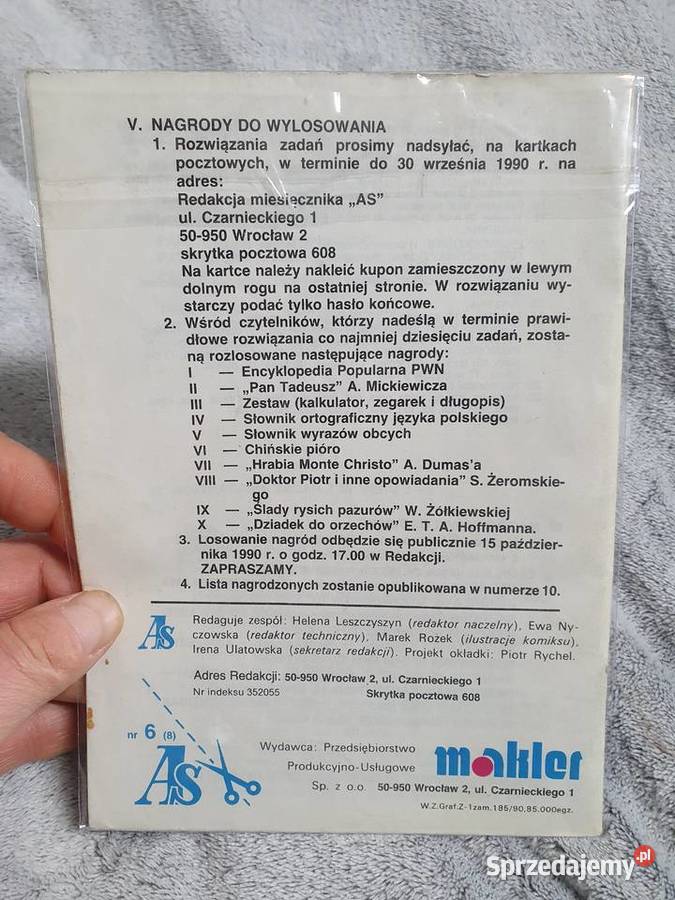 V. NAGRODY DO WYLOSOWANIA
1. Rozwiązania zadań prosimy nadsyłać, na kartkach
pocztowych, w terminie do 30 września 1990 r. na
adres:
Redakcja miesięcznika „AS”
ul. Czarnieckiego 1
50-950 Wrocław 2
skrytka pocztowa 608
Na kartce należy nakleić kupon zamieszczony w lewym
dolnym rogu na ostatniej stronie. W rozwiązaniu wy-
starczy podać tylko hasło końcowe.
2. Wśród czytelników, którzy nadeślą w terminie prawi-
dłowe rozwiązania co najmniej dziesięciu zadań, zosta-
ną rozlosowane następujące nagrody:
I — Encyklopedia Popularna PWN
II — „Pan Tadeusz” A. Mickiewicza
III — Zestaw (kalkulator, zegarek i długopis)
IV — Słownik ortograficzny języka polskiego
V — Słownik wyrazów obcych
VI — Chińskie pióro
VII — „Hrabia Monte Christo” A. Dumas'a
VIII — „Doktor Piotr i inne opowiadania” S. Żeromskie-
go
IX — „Ślady rysich pazurów” W. Żółkiewskiej
X — „Dziadek do orzechów” E. T. A. Hoffmanna.
3. Losowanie nagród odbędzie się publicznie 15 paździer-
nika 1990 r. o godz. 17.00 w Redakcji.
ZAPRASZAMY.
4. Lista nagrodzonych zostanie opublikowana w numerze 10.
As
Redaguje zespół: Helena Leszczyszyn (redaktor naczelny), Ewa Ny-
czowska (redaktor techniczny), Marek Rożek (ilustracje komiksu),
Irena Ulatowska (sekretarz redakcji). Projekt okładki: Piotr Rychel.
Adres Redakcji: 50-950 Wrocław 2, ul. Czarnieckiego 1
Nr indeksu 352055 Skrytka pocztowa 608
nr 6 (8)
As
Wydawca: Przedsiębiorstwo
Produkcyjno-Usługowe makler
Sp. z o.o. 50-950 Wrocław 2, ul. Czarnieckiego 1
W.Z.Graf.Z-1zam.185/90,85.000egz.
Sprzedajemy.pl